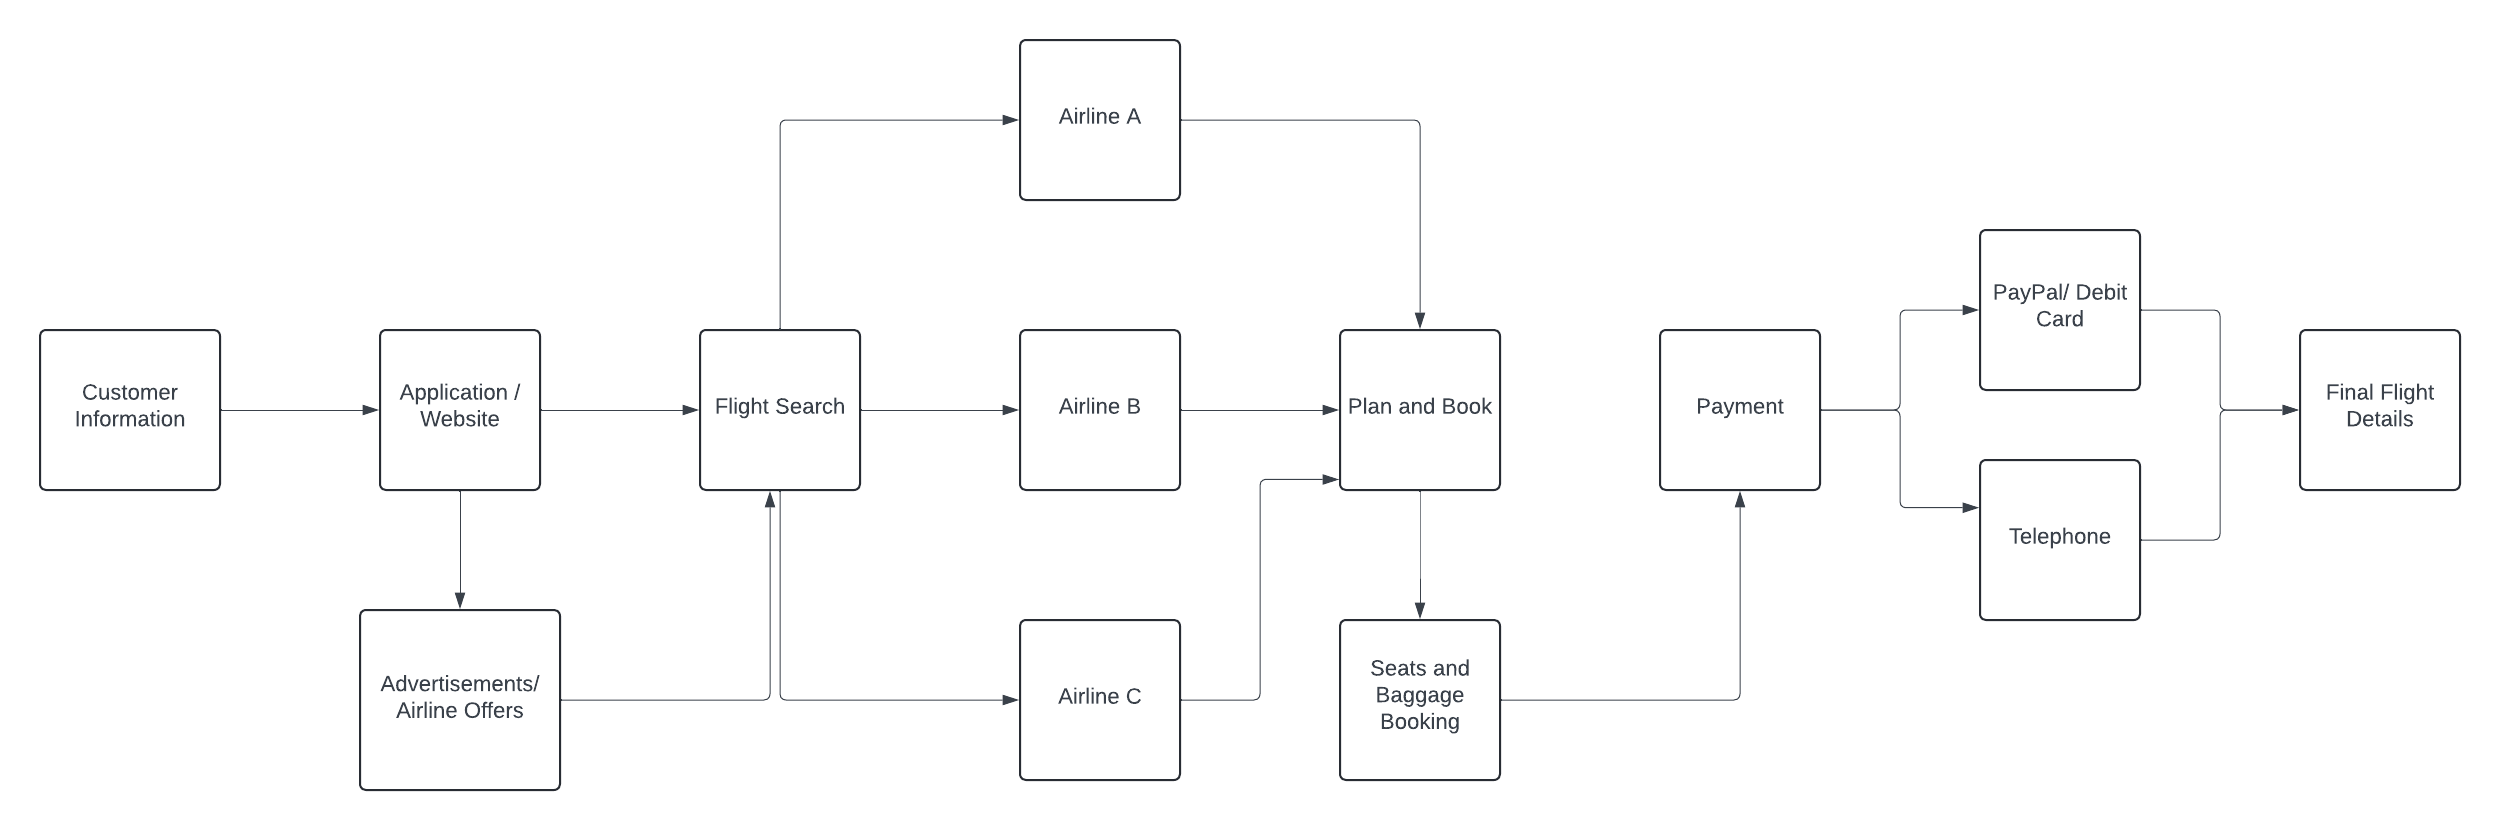 Customer
Information
Application /
Website
Advertisements/
Airline Offers
Flight Search
Airline A
Airline B
Airline C
Plan and Book
Seats and
Baggage
Booking
Payment
PayPal/ Debit
Card
Telephone
Final Flight
Details